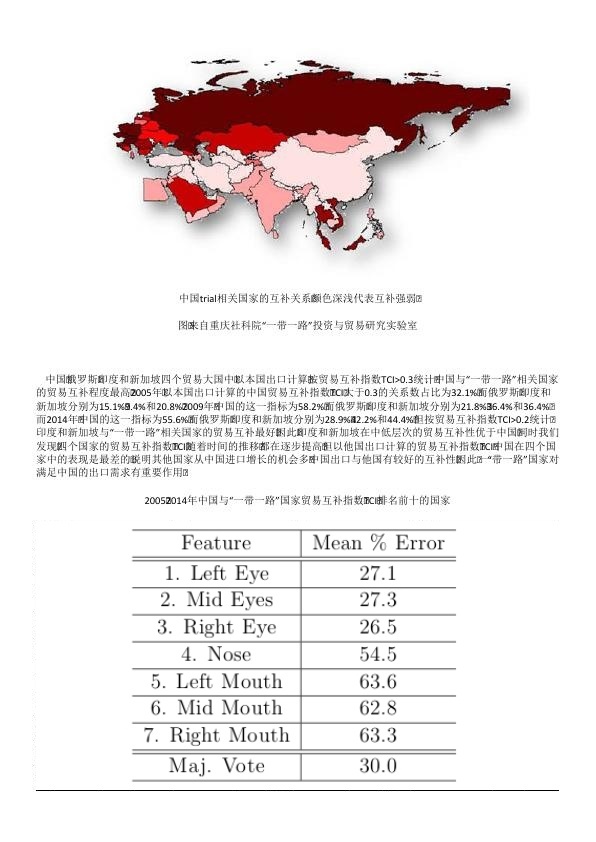 中国trial相关国家的互补关系颜色深浅代表互补强弱
图来自重庆社科院“一带一路”投资与贸易研究实验室
中国俄罗斯印度和新加坡四个贸易大国中以本国出口计算按贸易互补指数TCI>0.3统计中国与“一带一路”相关国家
的贸易互补程度最高2005年以本国出口计算的中国贸易互补指数TCI大于0.3的关系数占比为32.1%而俄罗斯印度和
新加坡分别为15.1%9.4%和20.8%2009年中国的这一指标为58.2%而俄罗斯印度和新加坡分别为21.8%36.4%和36.4%
而2014年中国的这一指标为55.6%而俄罗斯印度和新加坡分别为28.9%42.2%和44.4%但按贸易互补指数TCI>0.2统计
印度和新加坡与“一带一路”相关国家的贸易互补最好因此印度和新加坡在中低层次的贸易互补性优于中国同时我们
发现四个国家的贸易互补指数TCI随着时间的推移都在逐步提高但以他国出口计算的贸易互补指数TCI中国在四个国
家中的表现是最差的说明其他国家从中国进口增长的机会多中国出口与他国有较好的互补性因此一“带一路”国家对
满足中国的出口需求有重要作用
20052014年中国与“一带一路”国家贸易互补指数TCI排名前十的国家
Feature Mean % Error
1. Left Eye 27.1
2. Mid Eyes 27.3
3. Right Eye 26.5
4. Nose 54.5
5. Left Mouth 63.6
6. Mid Mouth 62.8
7. Right Mouth 63.3
Maj. Vote 30.0